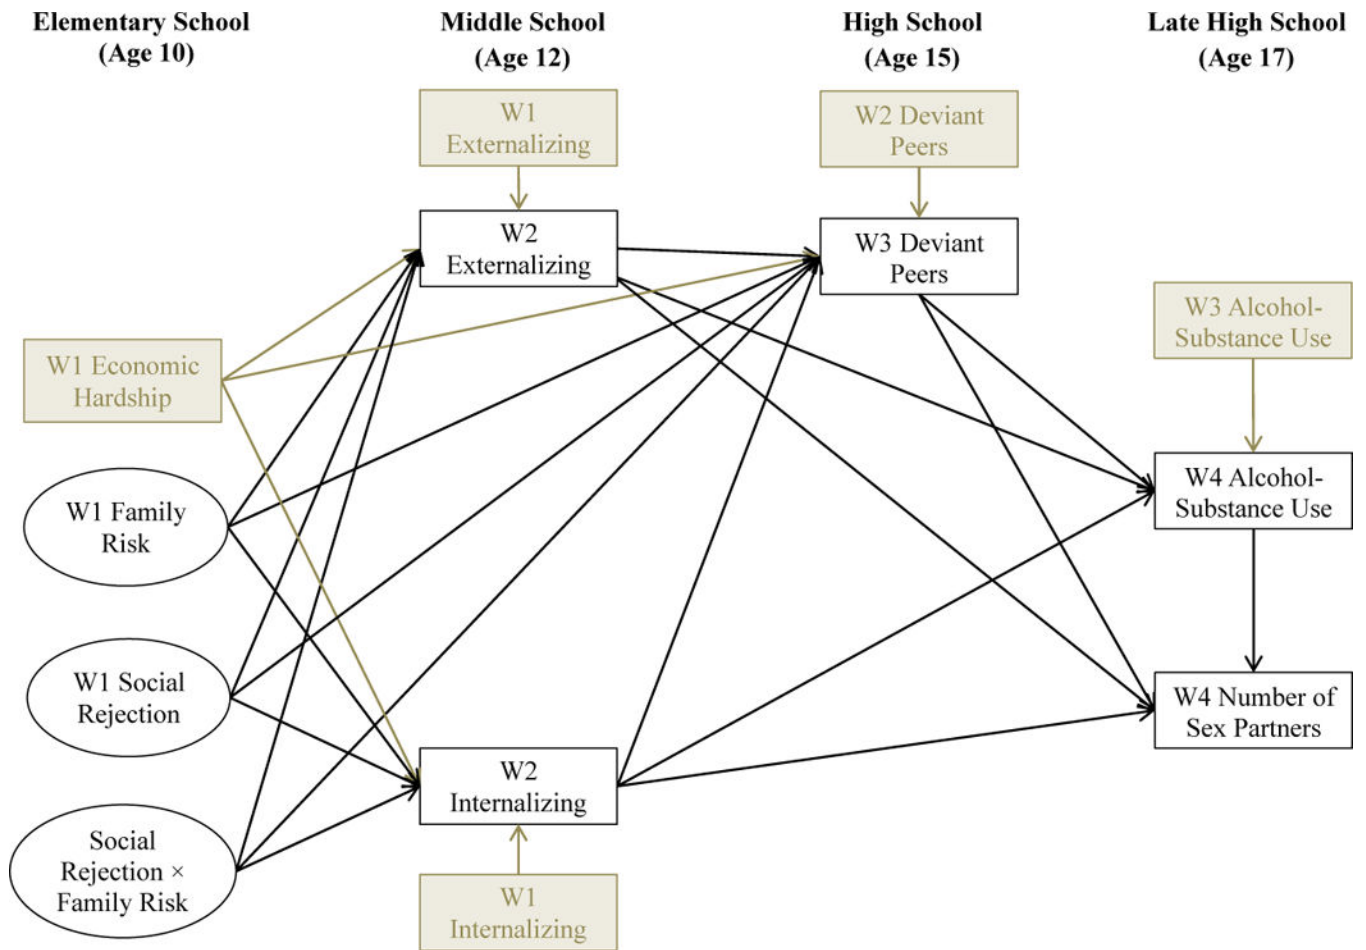 Elementary School
(Age 10)
Middle School
(Age 12)
High School
(Age 15)
Late High School
(Age 17)
W1
Externalizing
W2 Deviant
Peers
W2
Externalizing
W3 Deviant
Peers
W3 Alcohol-
Substance Use
W1 Economic
Hardship
W4 Alcohol-
Substance Use
W1 Family
Risk
W1 Social
Rejection
W4 Number of
Sex Partners
W2
Internalizing
Social
Rejection ×
Family Risk
W1
Internalizing